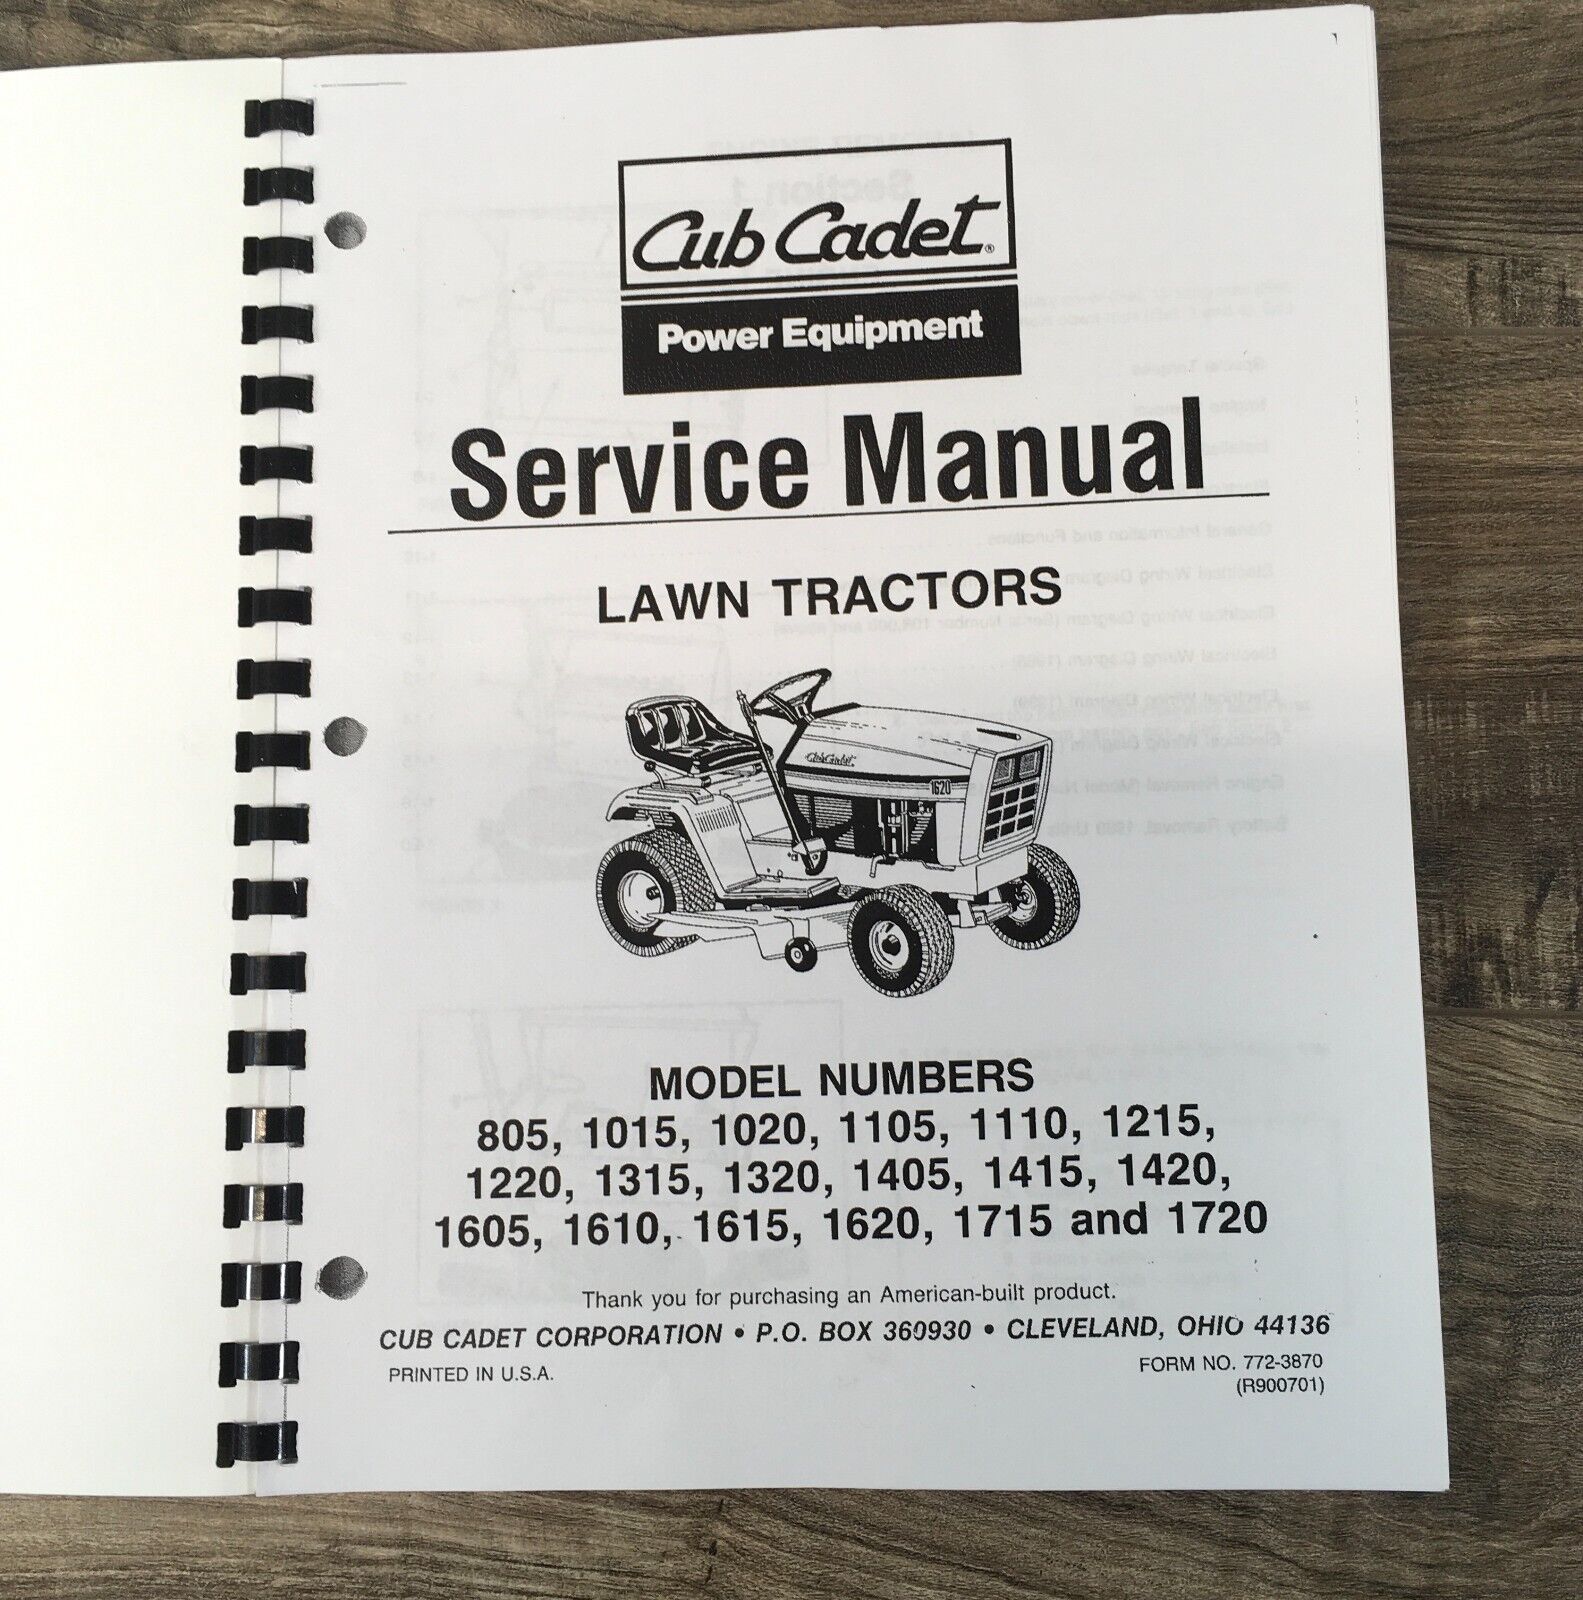 Cub Cadet®
Power Equipment
Service Manual
LAWN TRACTORS
Cub Cadet
1620
MODEL NUMBERS
805, 1015, 1020, 1105, 1110, 1215,
1220, 1315, 1320, 1405, 1415, 1420,
1605, 1610, 1615, 1620, 1715 and 1720
Thank you for purchasing an American-built product.
CUB CADET CORPORATION • P.O. BOX 360930 • CLEVELAND, OHIO 44136
PRINTED IN U.S.A.
FORM NO. 772-3870
(R900701)